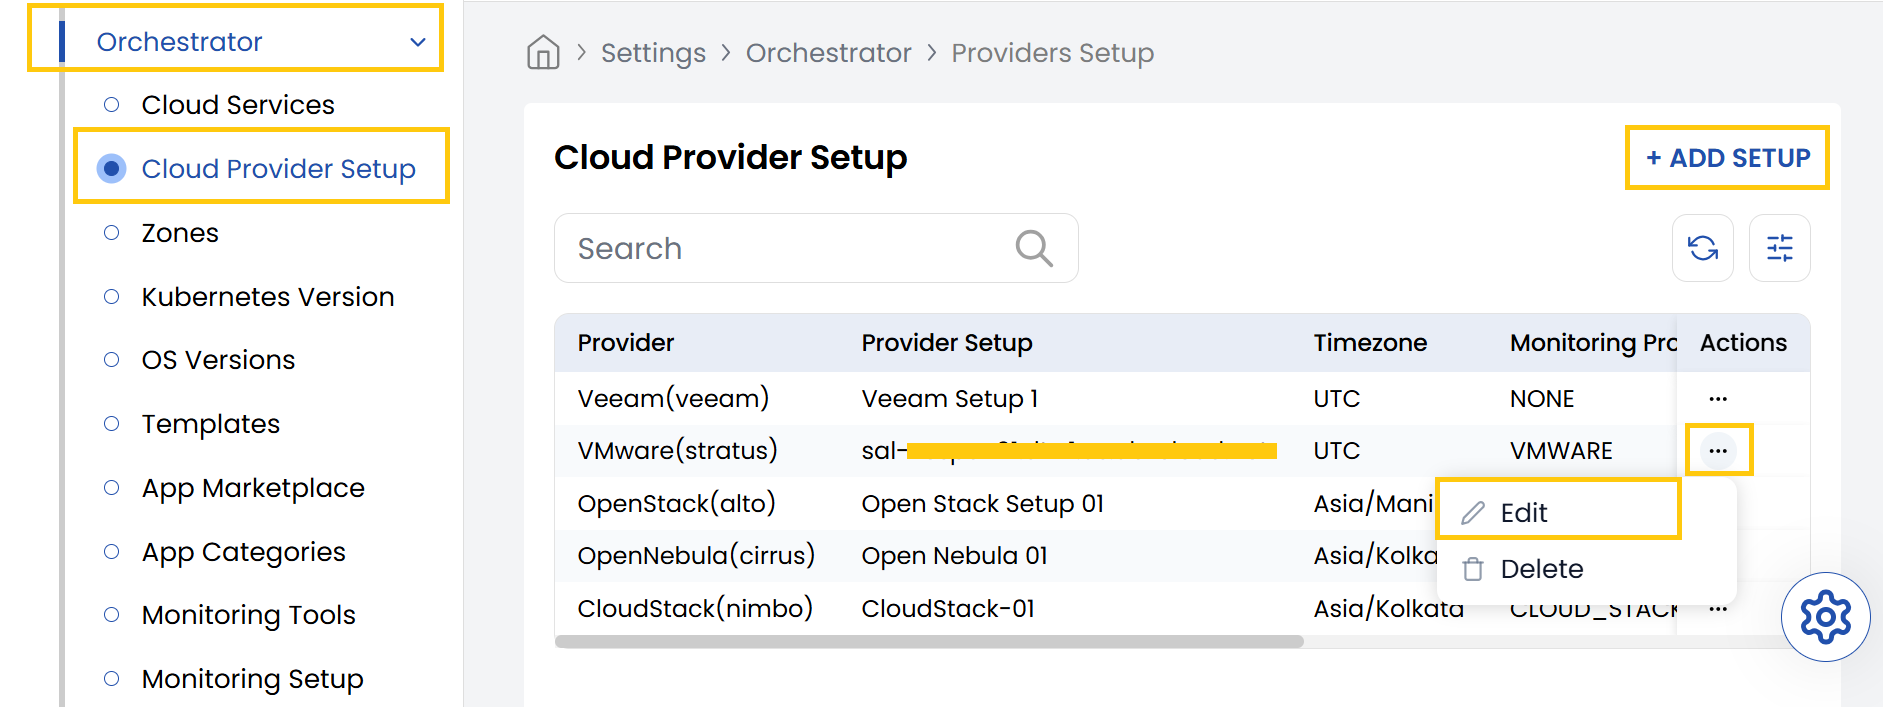 Orchestrator
Cloud Services
Cloud Provider Setup
Zones
Kubernetes Version
OS Versions
Templates
App Marketplace
App Categories
Monitoring Tools
Monitoring Setup
Settings > Orchestrator > Providers Setup
Cloud Provider Setup
+ ADD SETUP
Search
Provider Provider Setup Timezone Monitoring Pro Actions
Veeam(veeam) Veeam Setup 1 UTC NONE ...
VMware(stratus) sal- UTC VMWARE ...
OpenStack(alto) Open Stack Setup 01 Asia/Mani
Edit
OpenNebula(cirrus) Open Nebula 01 Asia/Kolka
Delete
CloudStack(nimbo) CloudStack-01 Asia/Kolkata CLOUD_STACK ...